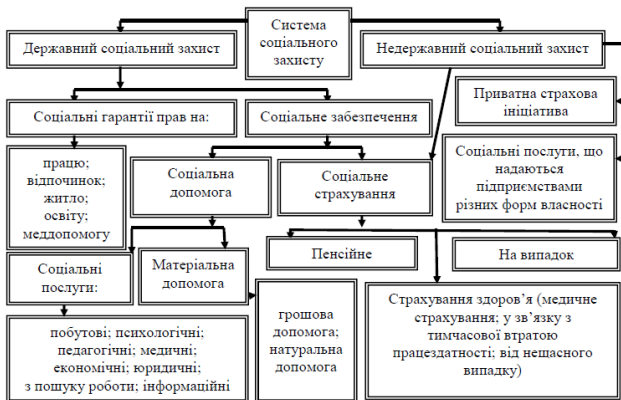 Система
соціального
захисту
Державний соціальний захист
Недержавний соціальний захист
Соціальні гарантії прав на:
Соціальне забезпечення
Приватна страхова
ініціатива
працю;
відпочинок;
житло;
освіту;
меддопомогу
Соціальна
допомога
Соціальне
страхування
Соціальні послуги, що
надаються
підприємствами
різних форм власності
Соціальні
послуги:
Матеріальна
допомога
Пенсійне
На випадок
побутові; психологічні;
педагогічні; медичні;
економічні; юридичні;
з пошуку роботи; інформаційні
грошова
допомога;
натуральна
допомога
Страхування здоров’я (медичне
страхування; у зв’язку з
тимчасовою втратою
працездатності; від нещасного
випадку)